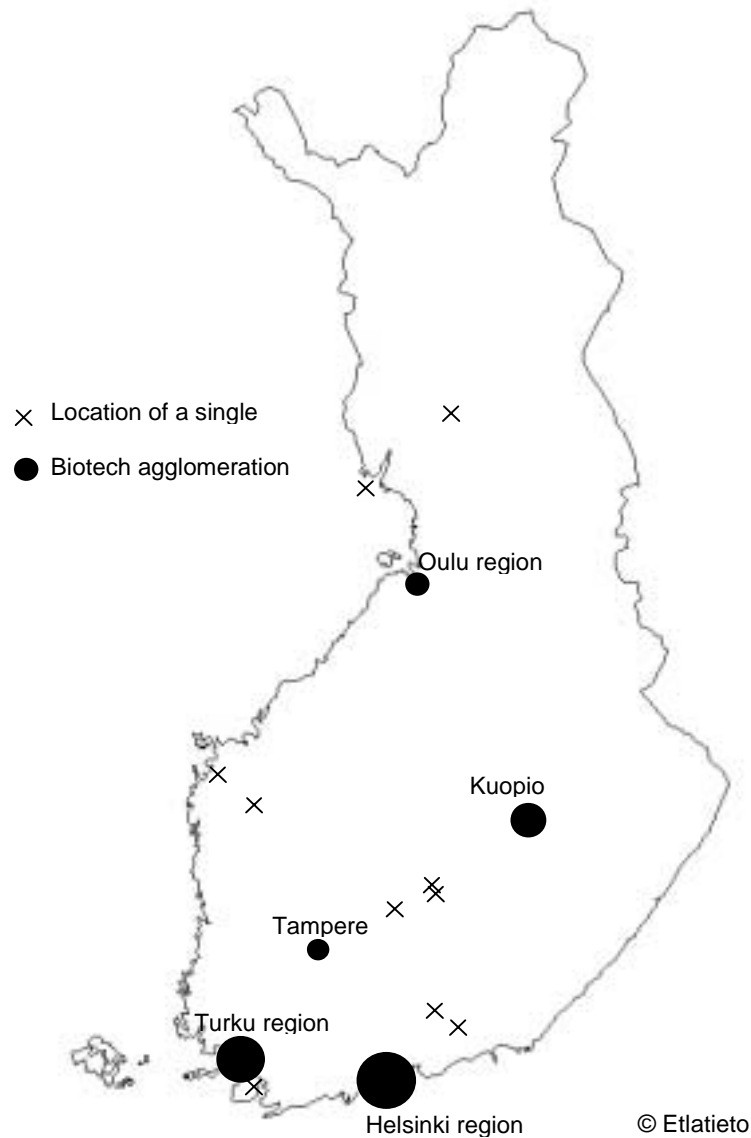 Location of a single
Biotech agglomeration
Oulu region
Kuopio
Tampere
Turku region
Helsinki region
© Etlatieto